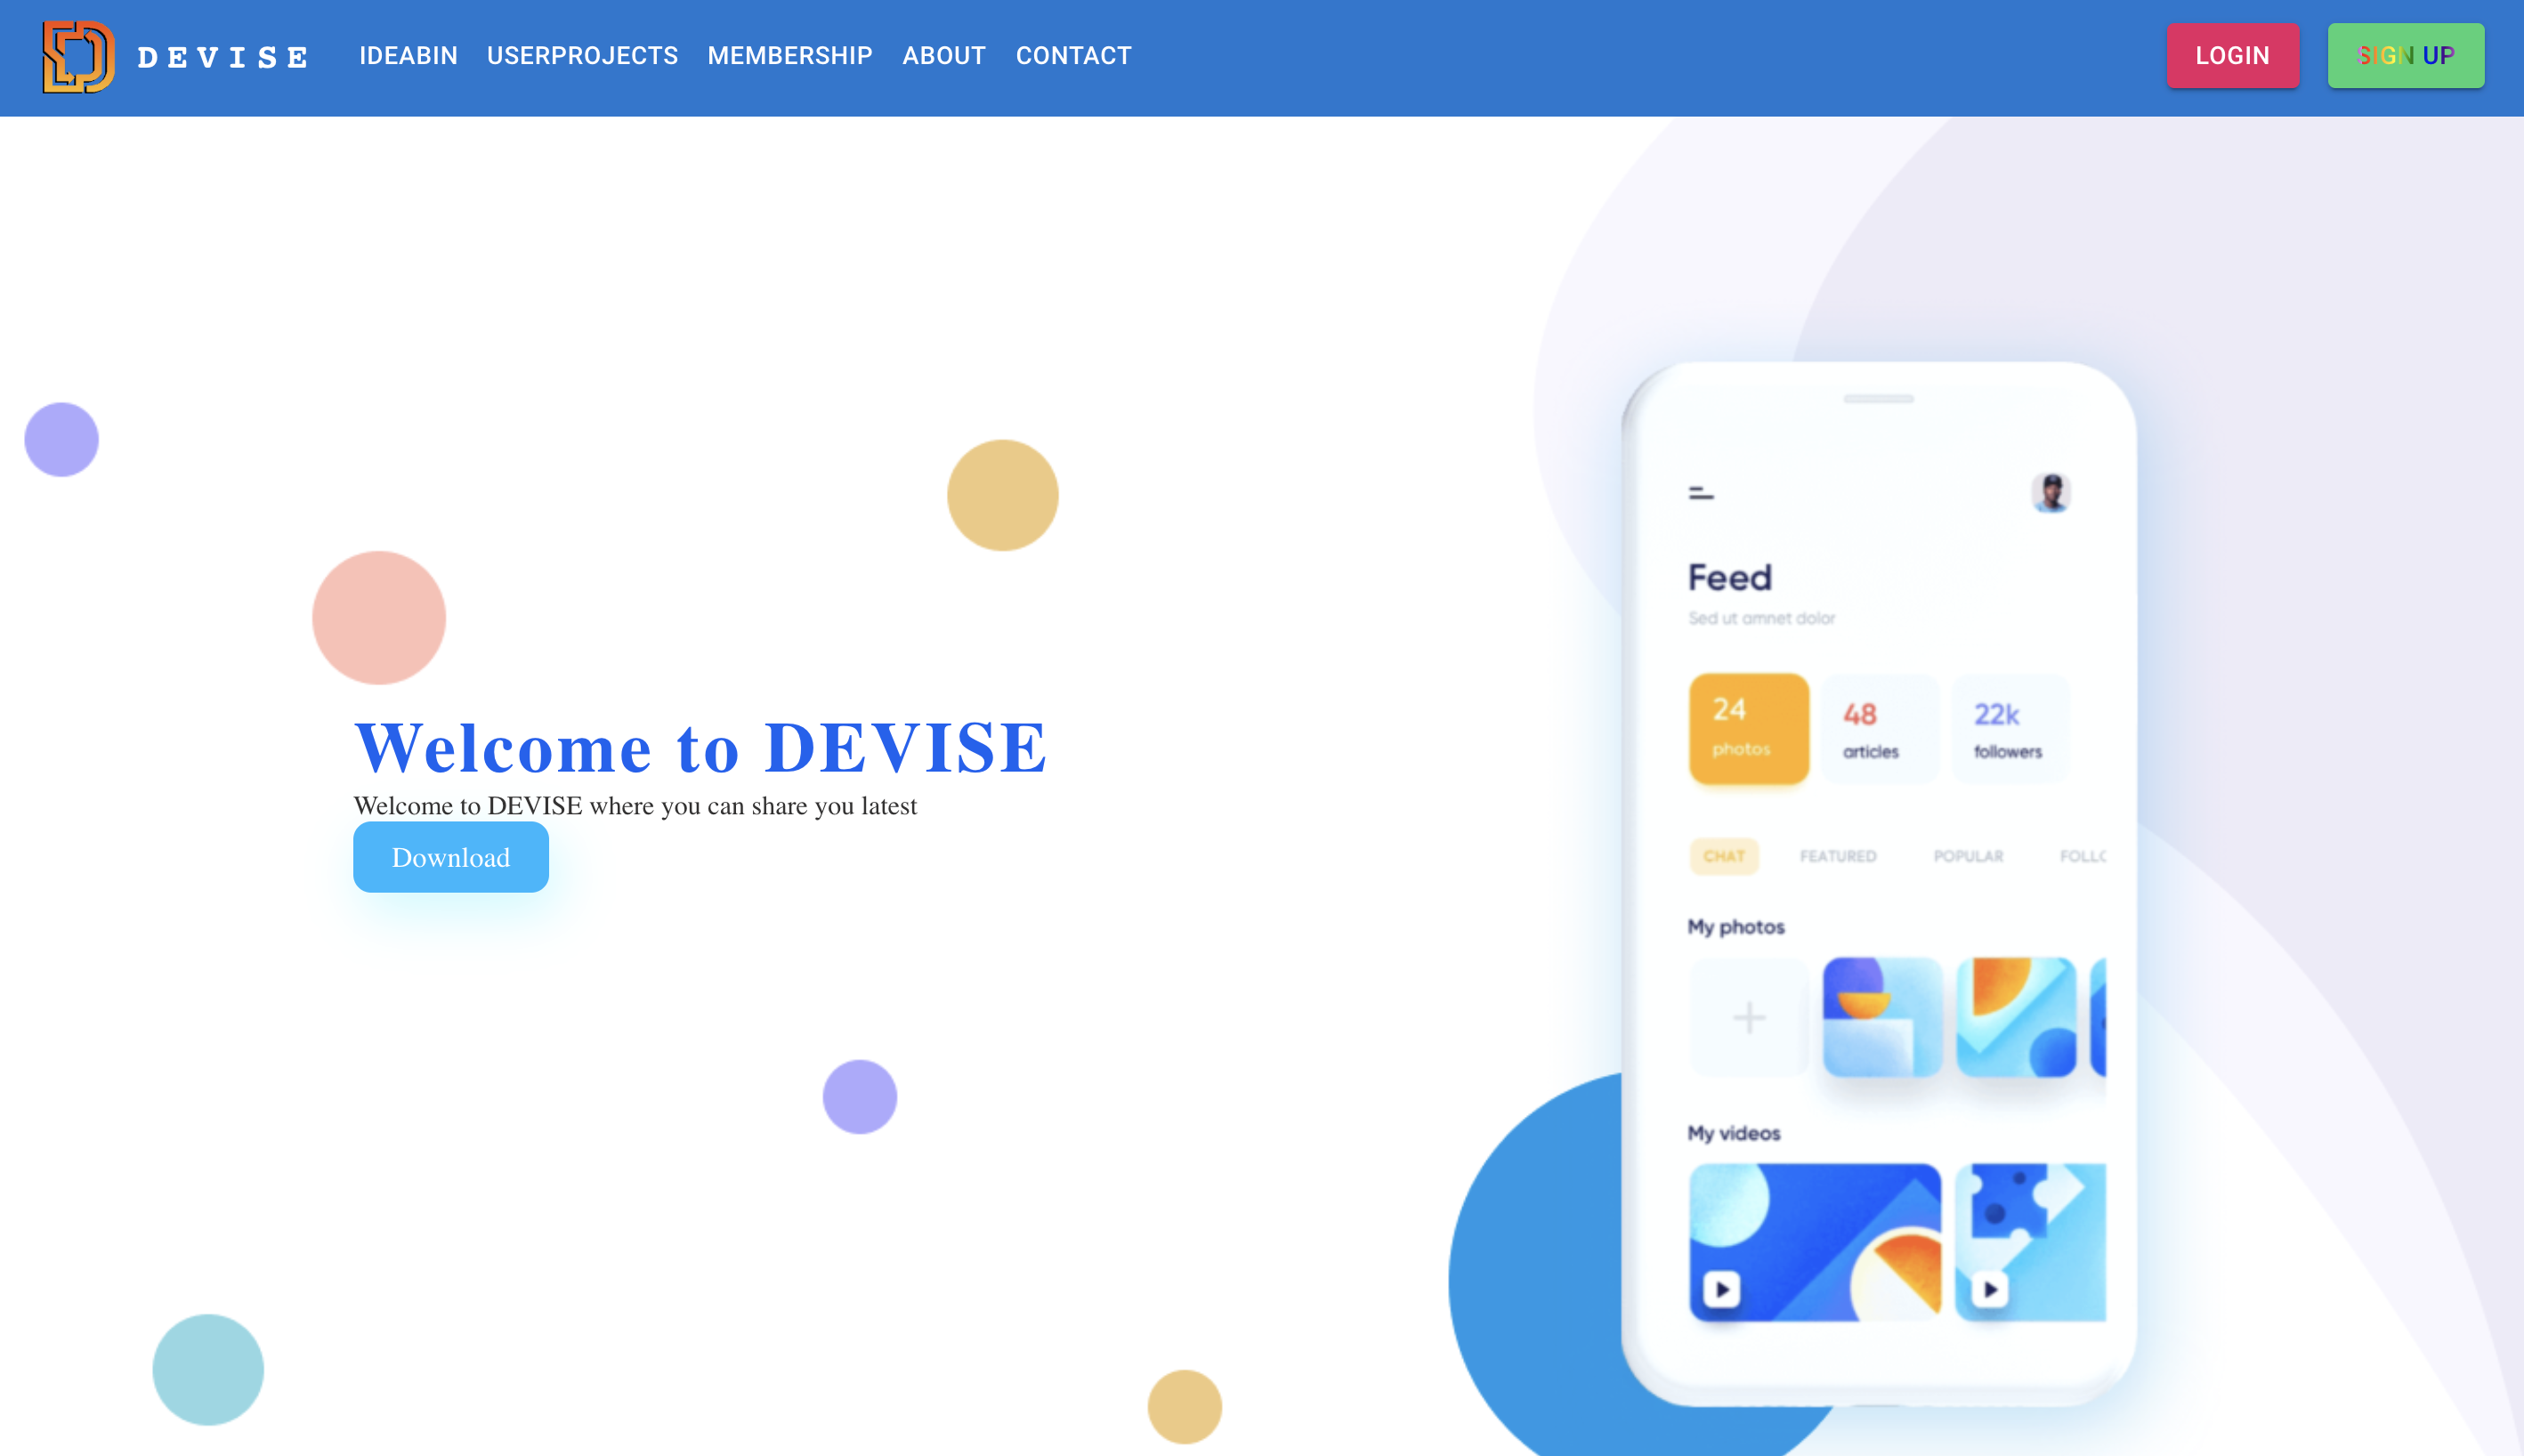 DEVISE
IDEABIN USERPROJECTS MEMBERSHIP ABOUT CONTACT
LOGIN
SIGN UP
Welcome to DEVISE
Welcome to DEVISE where you can share you latest
Download
Feed
Sed ut amnet dolor
24
photos
48
articles
22k
followers
CHAT FEATURED POPULAR FOLLC
My photos
My videos